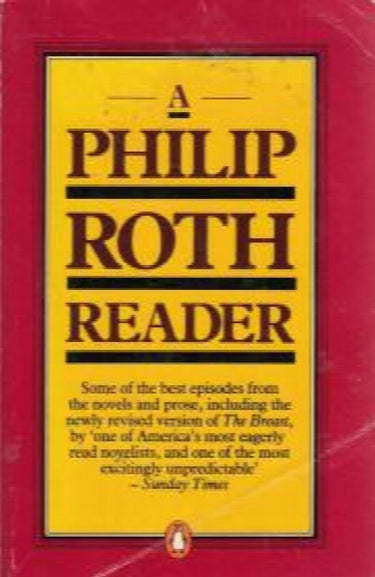 A
PHILIP
ROTH
READER
Some of the best episodes from
the novels and prose, including the
newly revised version of The Breast,
by 'one of America's most eagerly
read novelists, and one of the most
excitingly unpredictable'
– Sunday Times